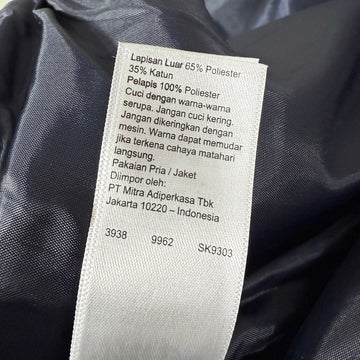 Lapisan Luar 65% Poliester
35% Katun
Pelapis 100% Poliester
Cuci dengan warna-warna
serupa. Jangan cuci kering.
Jangan dikeringkan dengan
mesin. Warna dapat memudar
jika terkena cahaya matahari
langsung.
Pakaian Pria / Jaket
Diimpor oleh:
PT Mitra Adiperkasa Tbk
Jakarta 10220 – Indonesia
3938 9962 SK9303